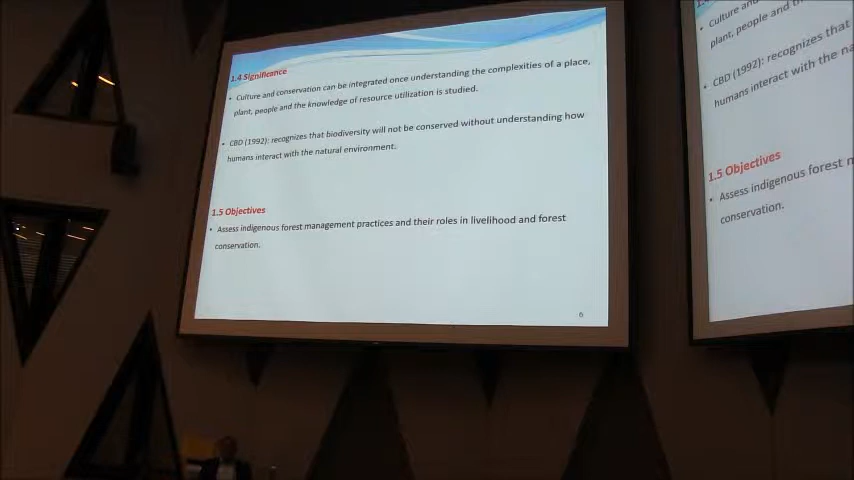 1.4 Significance
• Culture and conservation can be integrated once understanding the complexities of a place,
plant, people and the knowledge of resource utilization is studied.
• CBD (1992): recognizes that biodiversity will not be conserved without understanding how
humans interact with the natural environment.
1.5 Objectives
• Assess indigenous forest management practices and their roles in livelihood and forest
conservation.
6
• Culture and
plant, people and th
• CBD (1992): recognizes that
humans interact with the na
1.5 Objectives
• Assess indigenous forest m
conservation.